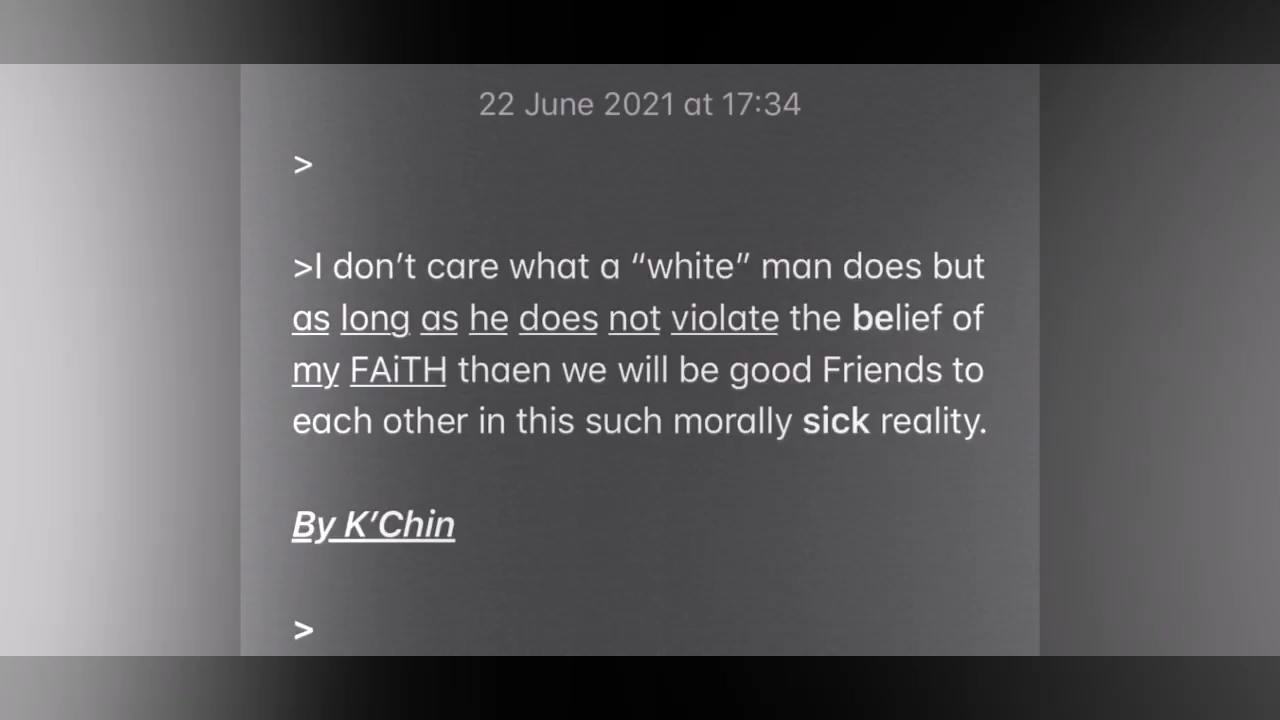 22 June 2021 at 17:34
>
>I don’t care what a “white” man does but
as long as he does not violate the belief of
my FAiTH thaen we will be good Friends to
each other in this such morally sick reality.
By K’Chin
>